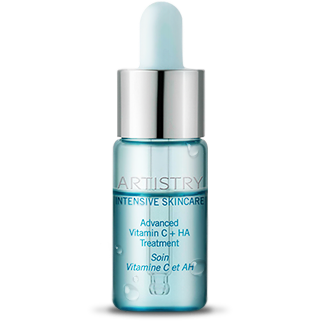 ARTISTRY
INTENSIVE SKINCARE
Advanced
Vitamin C + HA
Treatment
Soin
Vitamine C et AH